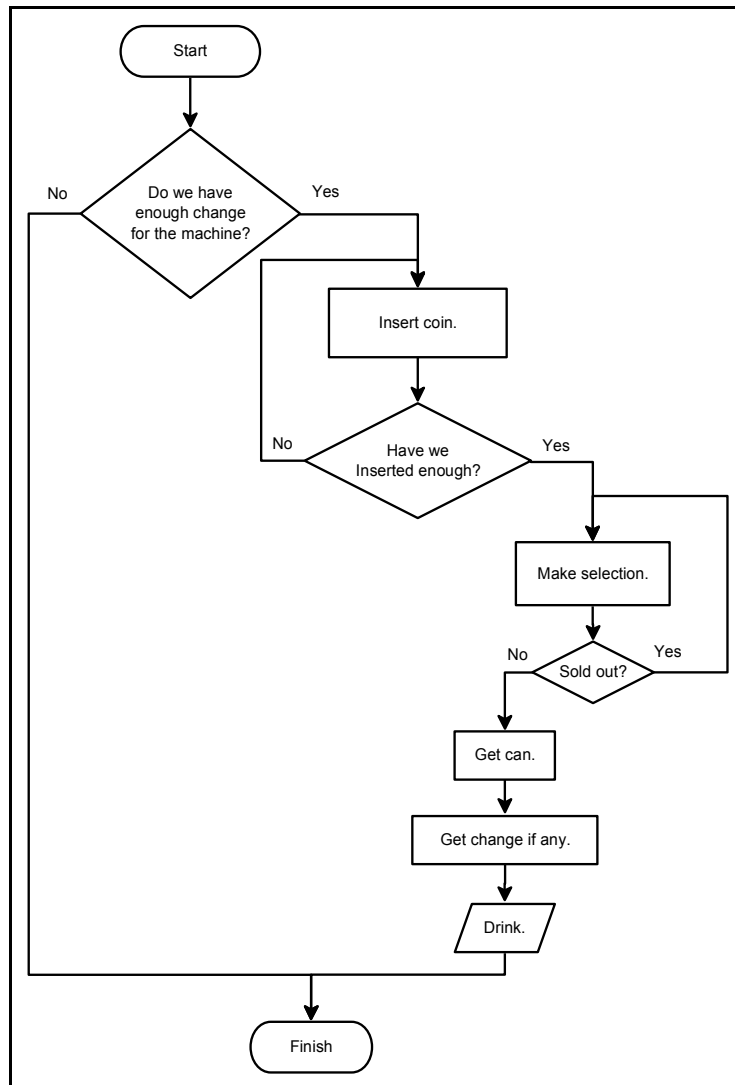 Start
Do we have
enough change
for the machine?
No
Yes
Insert coin.
Have we
Inserted enough?
No
Yes
Make selection.
Sold out?
No
Yes
Get can.
Get change if any.
Drink.
Finish